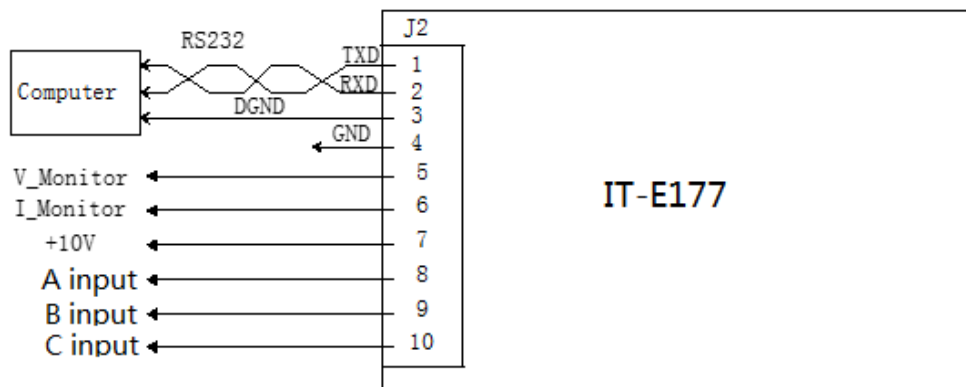 J2
RS232
TXD
1
Computer
RXD
2
DGND
3
GND
4
V_Monitor
5
I_Monitor
6
IT-E177
+10V
7
A input
8
B input
9
C input
10